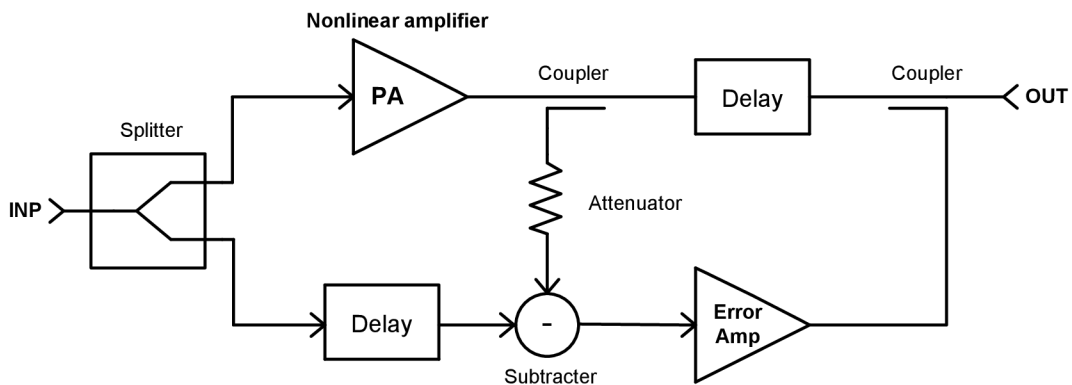 Nonlinear amplifier
PA
Coupler
Delay
Coupler
OUT
Splitter
INP
Attenuator
Delay
-
Subtracter
Error
Amp